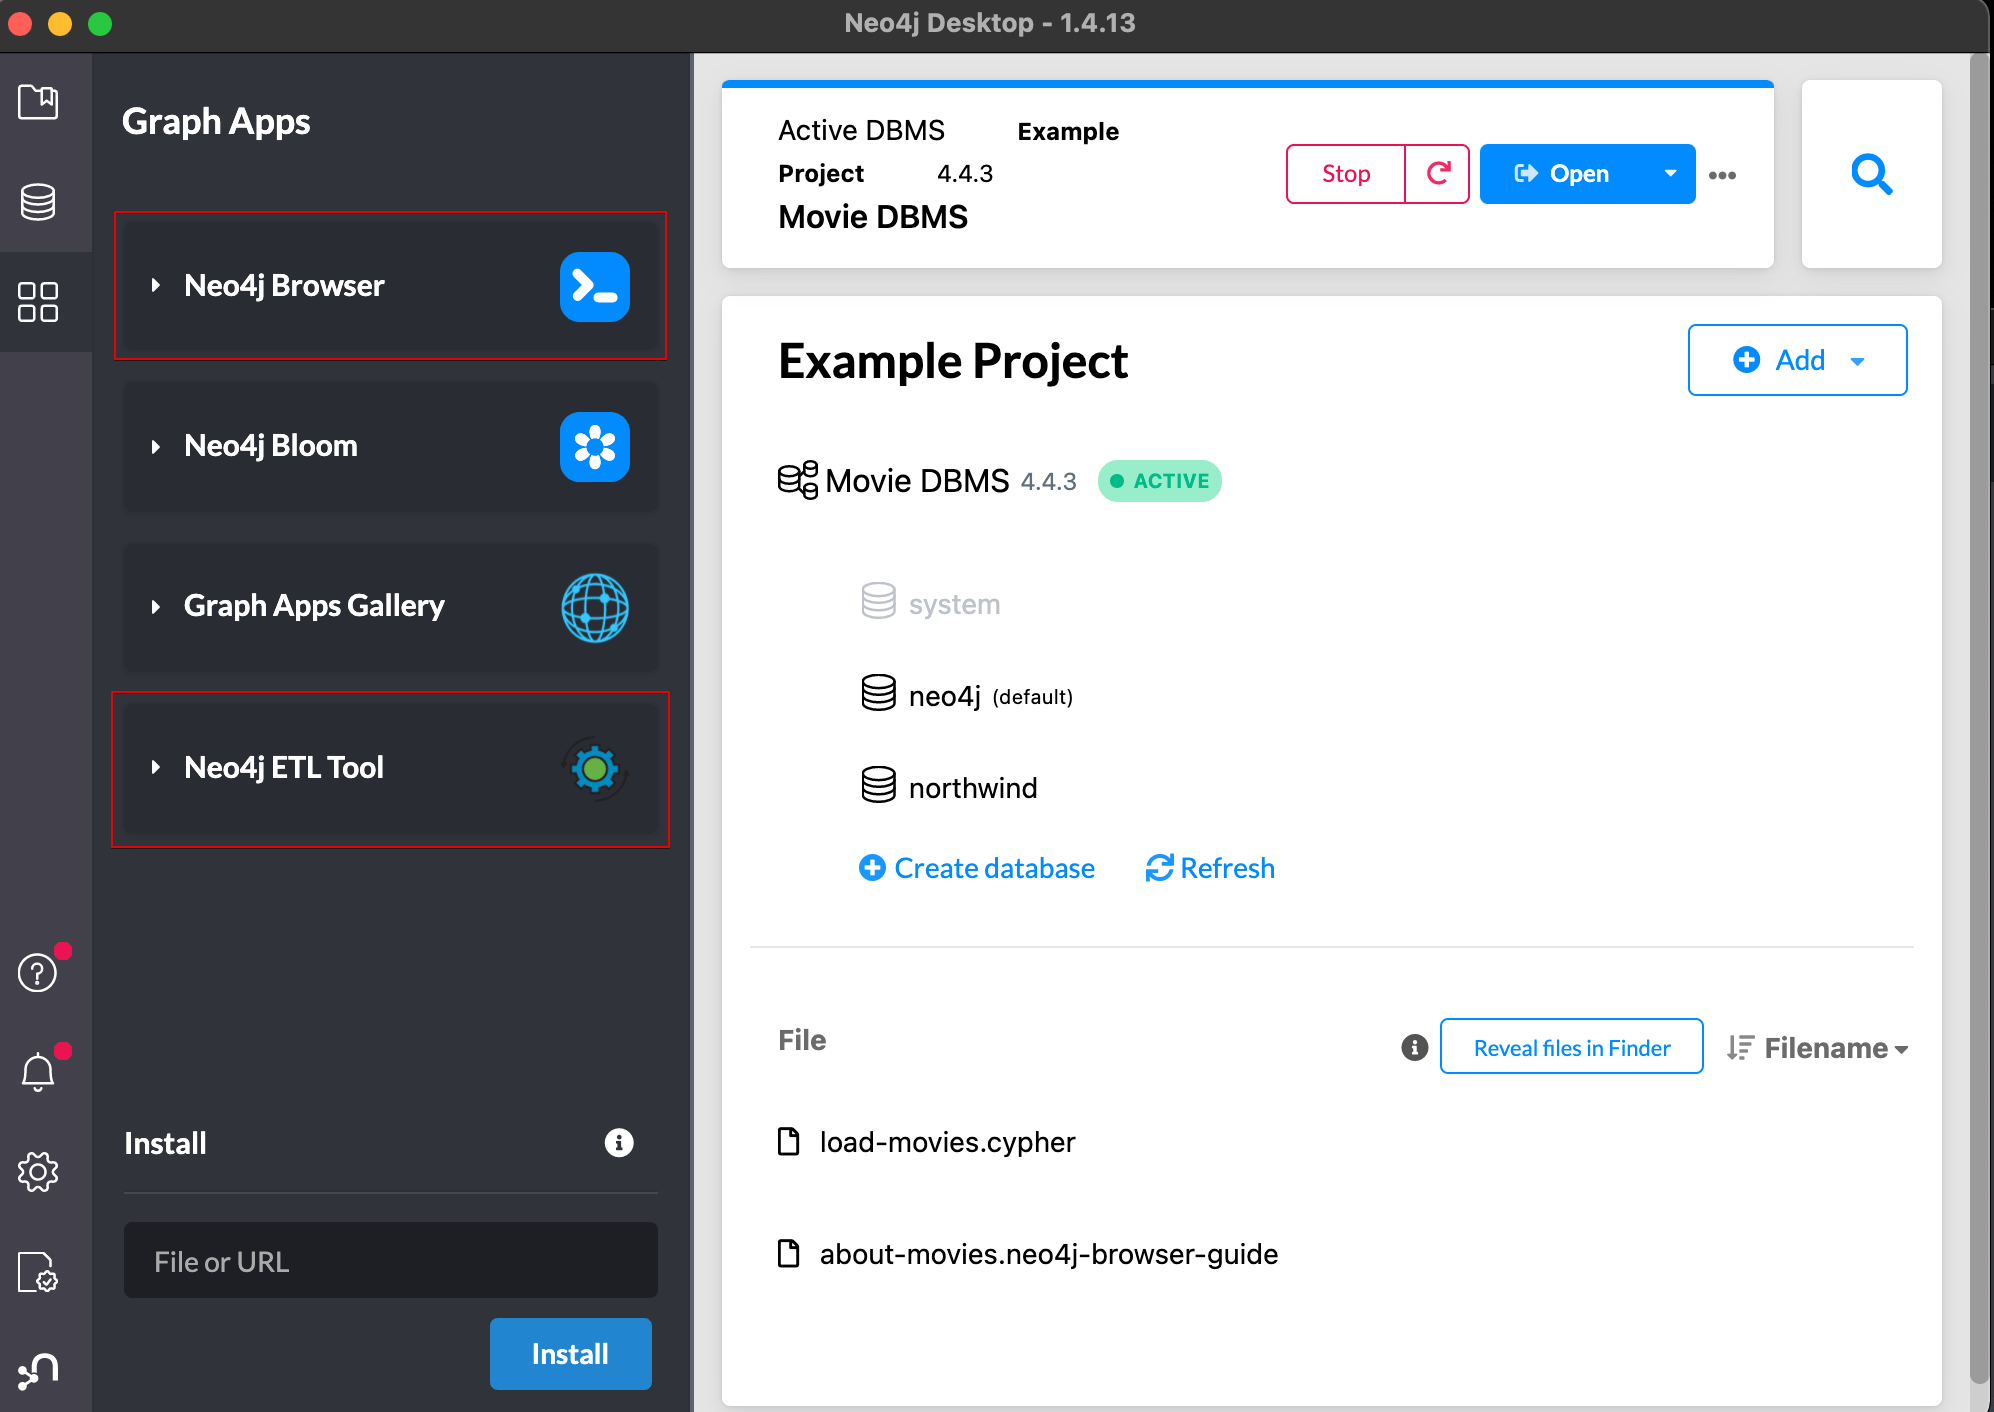 Neo4j Desktop - 1.4.13
Graph Apps
Neo4j Browser
Neo4j Bloom
Graph Apps Gallery
Neo4j ETL Tool
Install
File or URL
Install
Active DBMS Example
Project 4.4.3
Movie DBMS
Stop
Open
Example Project
Add
Movie DBMS 4.4.3 ACTIVE
system
neo4j (default)
northwind
Create database Refresh
File
Reveal files in Finder
Filename
load-movies.cypher
about-movies.neo4j-browser-guide